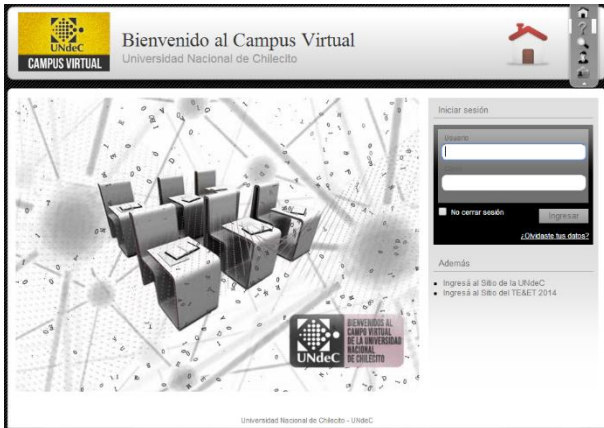 UNdeC
CAMPUS VIRTUAL
Bienvenido al Campus Virtual
Universidad Nacional de Chilecito
?
Iniciar sesión
Usuario
No cerrar sesión
Ingresar
¿Olvidaste tus datos?
Además
Ingresá al Sitio de la UNdeC
Ingresá al Sitio del TE&ET 2014
UNdeC
BIENVENIDOS AL
CAMPO VIRTUAL
DE LA UNIVERSIDAD
NACIONAL
DE CHILECITO
Universidad Nacional de Chilecito - UNdeC